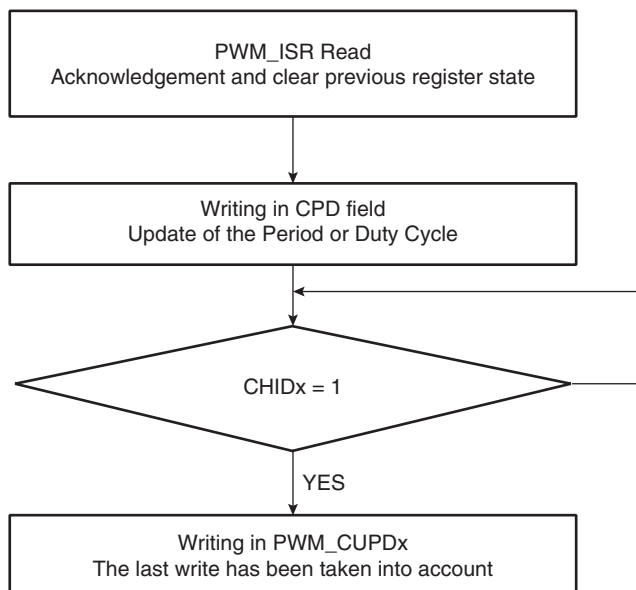 PWM_ISR Read
Acknowledgement and clear previous register state
Writing in CPD field
Update of the Period or Duty Cycle
CHIDx = 1
YES
Writing in PWM_CUPDx
The last write has been taken into account